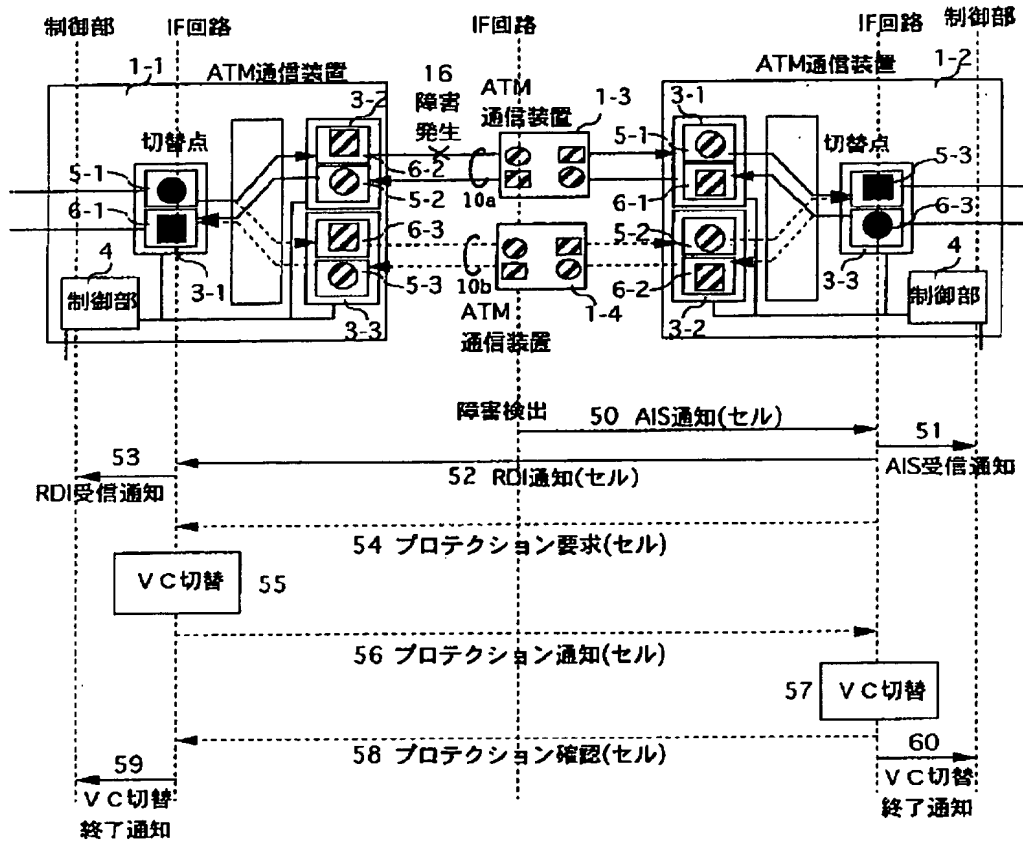 制御部
IF回路
IF回路
IF回路
制御部
1-1
ATM通信装置
16
障害
発生
ATM
通信装置
1-3
ATM通信装置
1-2
3-2
3-1
切替点
切替点
5-1
6-2
5-1
5-3
6-1
5-2
10a
6-1
6-3
6-3
5-2
4
3-1
5-3
10b
6-2
3-3
4
制御部
制御部
3-3
ATM
通信装置
1-4
3-2
障害検出
50 AIS通知(セル)
51
AIS受信通知
53
RDI受信通知
52 RDI通知(セル)
54 プロテクション要求(セル)
VC切替
55
56 プロテクション通知(セル)
57
VC切替
58 プロテクション確認(セル)
59
60
VC切替
終了通知
VC切替
終了通知